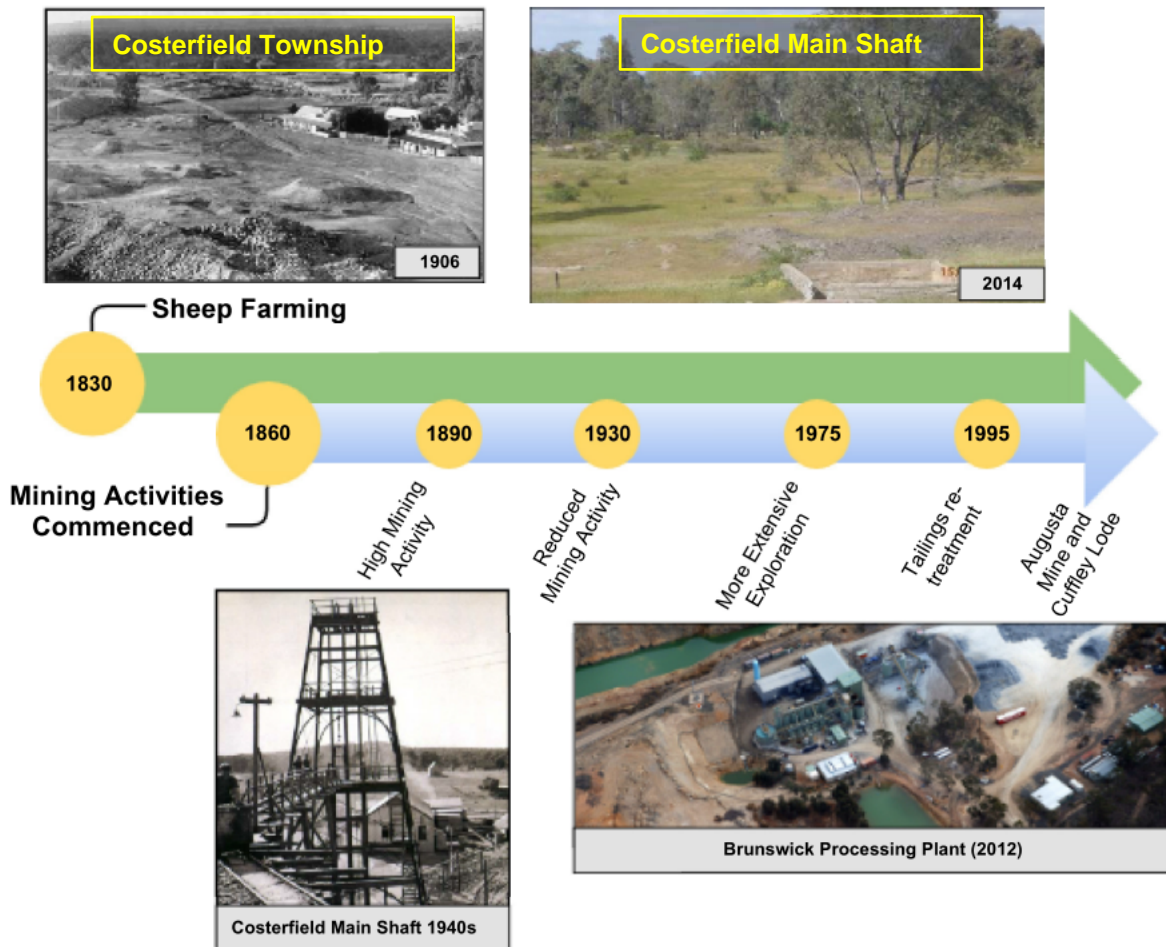 Costerfield Township
Costerfield Main Shaft
1906
2014
Sheep Farming
1830
1860
1890
1930
1975
1995
Mining Activities
Commenced
High Mining
Activity
Reduced
Mining Activity
More Extensive
Exploration
Tailings re-
treatment
Augusta
Mine and
Cuffley Lode
Costerfield Main Shaft 1940s
Brunswick Processing Plant (2012)